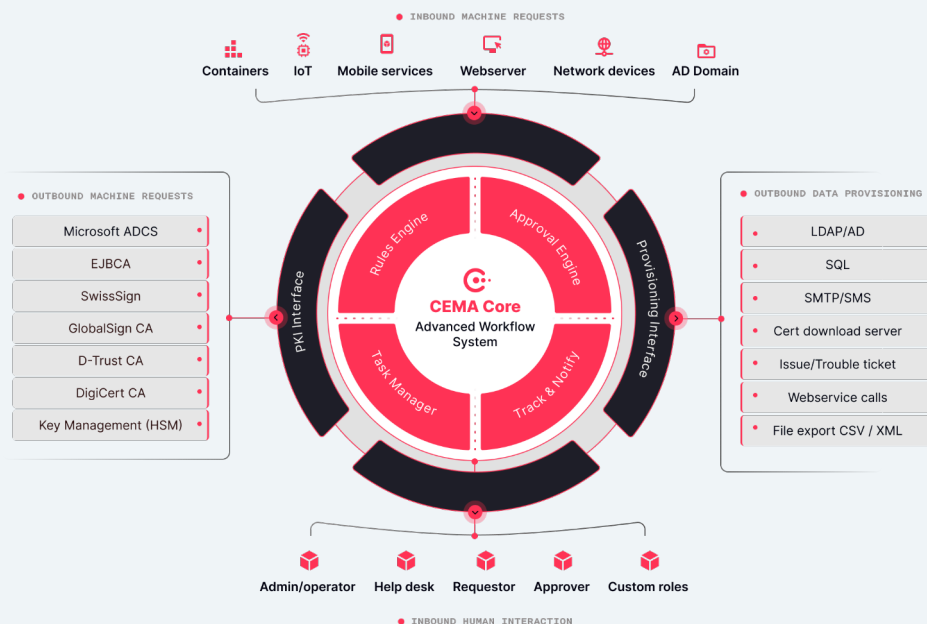 INBOUND MACHINE REQUESTS
Containers
IoT
Mobile services
Webserver
Network devices
AD Domain
OUTBOUND MACHINE REQUESTS
Microsoft ADCS
EJBCA
SwissSign
GlobalSign CA
D-Trust CA
DigiCert CA
Key Management (HSM)
PKI Interface
Rules Engine
Approval Engine
CEMA Core
Advanced Workflow
System
Task Manager
Track & Notify
Provisioning Interface
OUTBOUND DATA PROVISIONING
LDAP/AD
SQL
SMTP/SMS
Cert download server
Issue/Trouble ticket
Webservice calls
File export CSV / XML
Admin/operator
Help desk
Requestor
Approver
Custom roles
INBOUND HUMAN INTERACTION